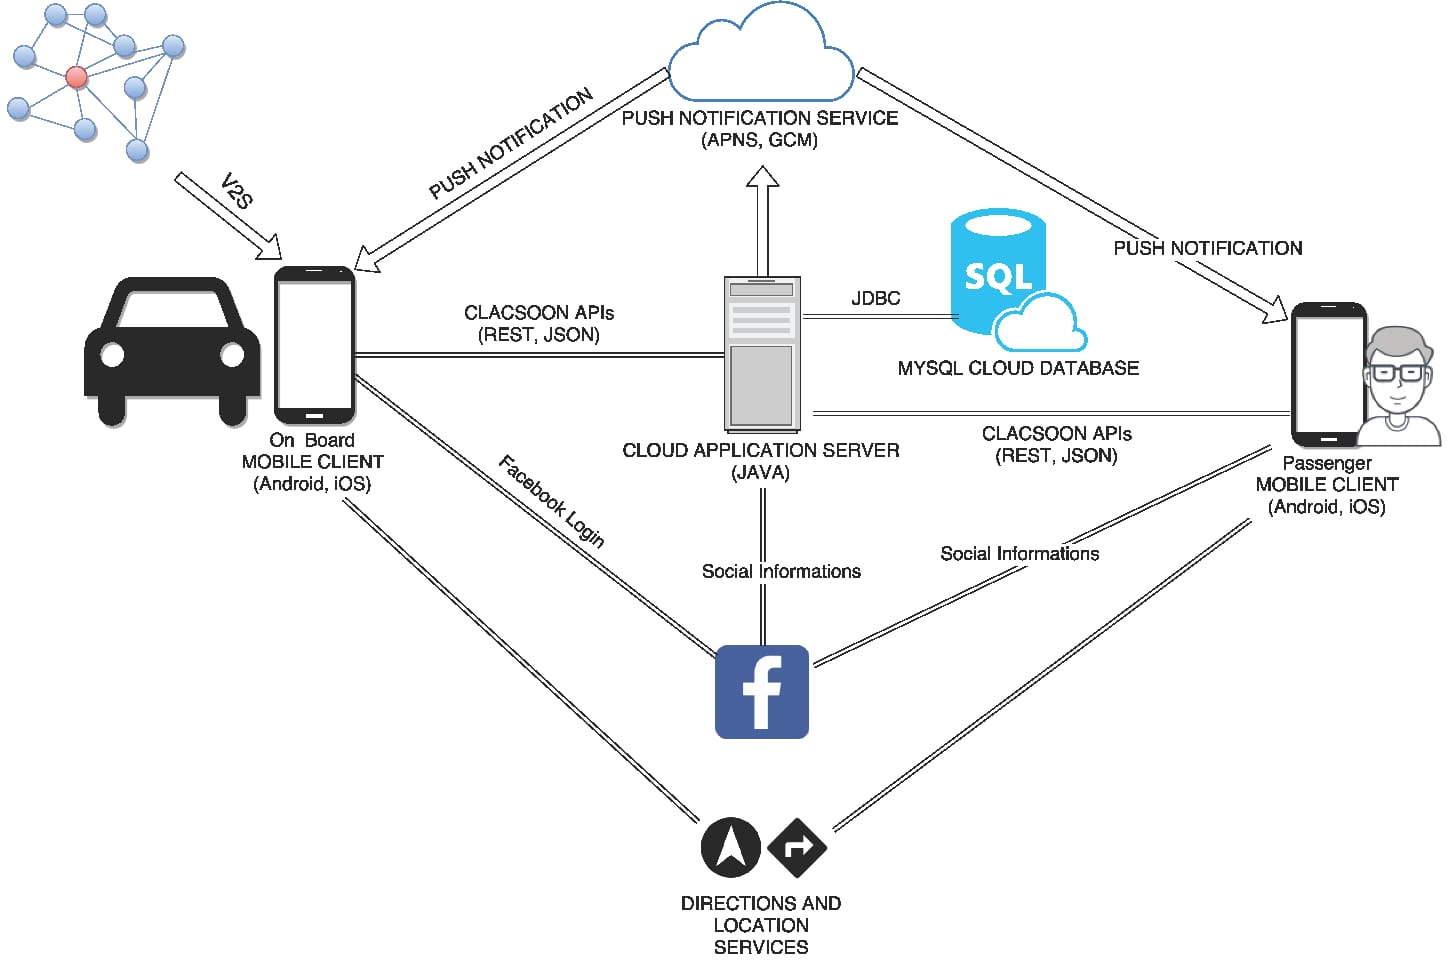 PUSH NOTIFICATION SERVICE
(APNS, GCM)
PUSH NOTIFICATION
V2S
PUSH NOTIFICATION
SQL
JDBC
MYSQL CLOUD DATABASE
CLACSOON APIs
(REST, JSON)
On Board
MOBILE CLIENT
(Android, iOS)
CLOUD APPLICATION SERVER
(JAVA)
CLACSOON APIs
(REST, JSON)
Passenger
MOBILE CLIENT
(Android, iOS)
Facebook Login
Social Informations
Social Informations
f
DIRECTIONS AND
LOCATION
SERVICES